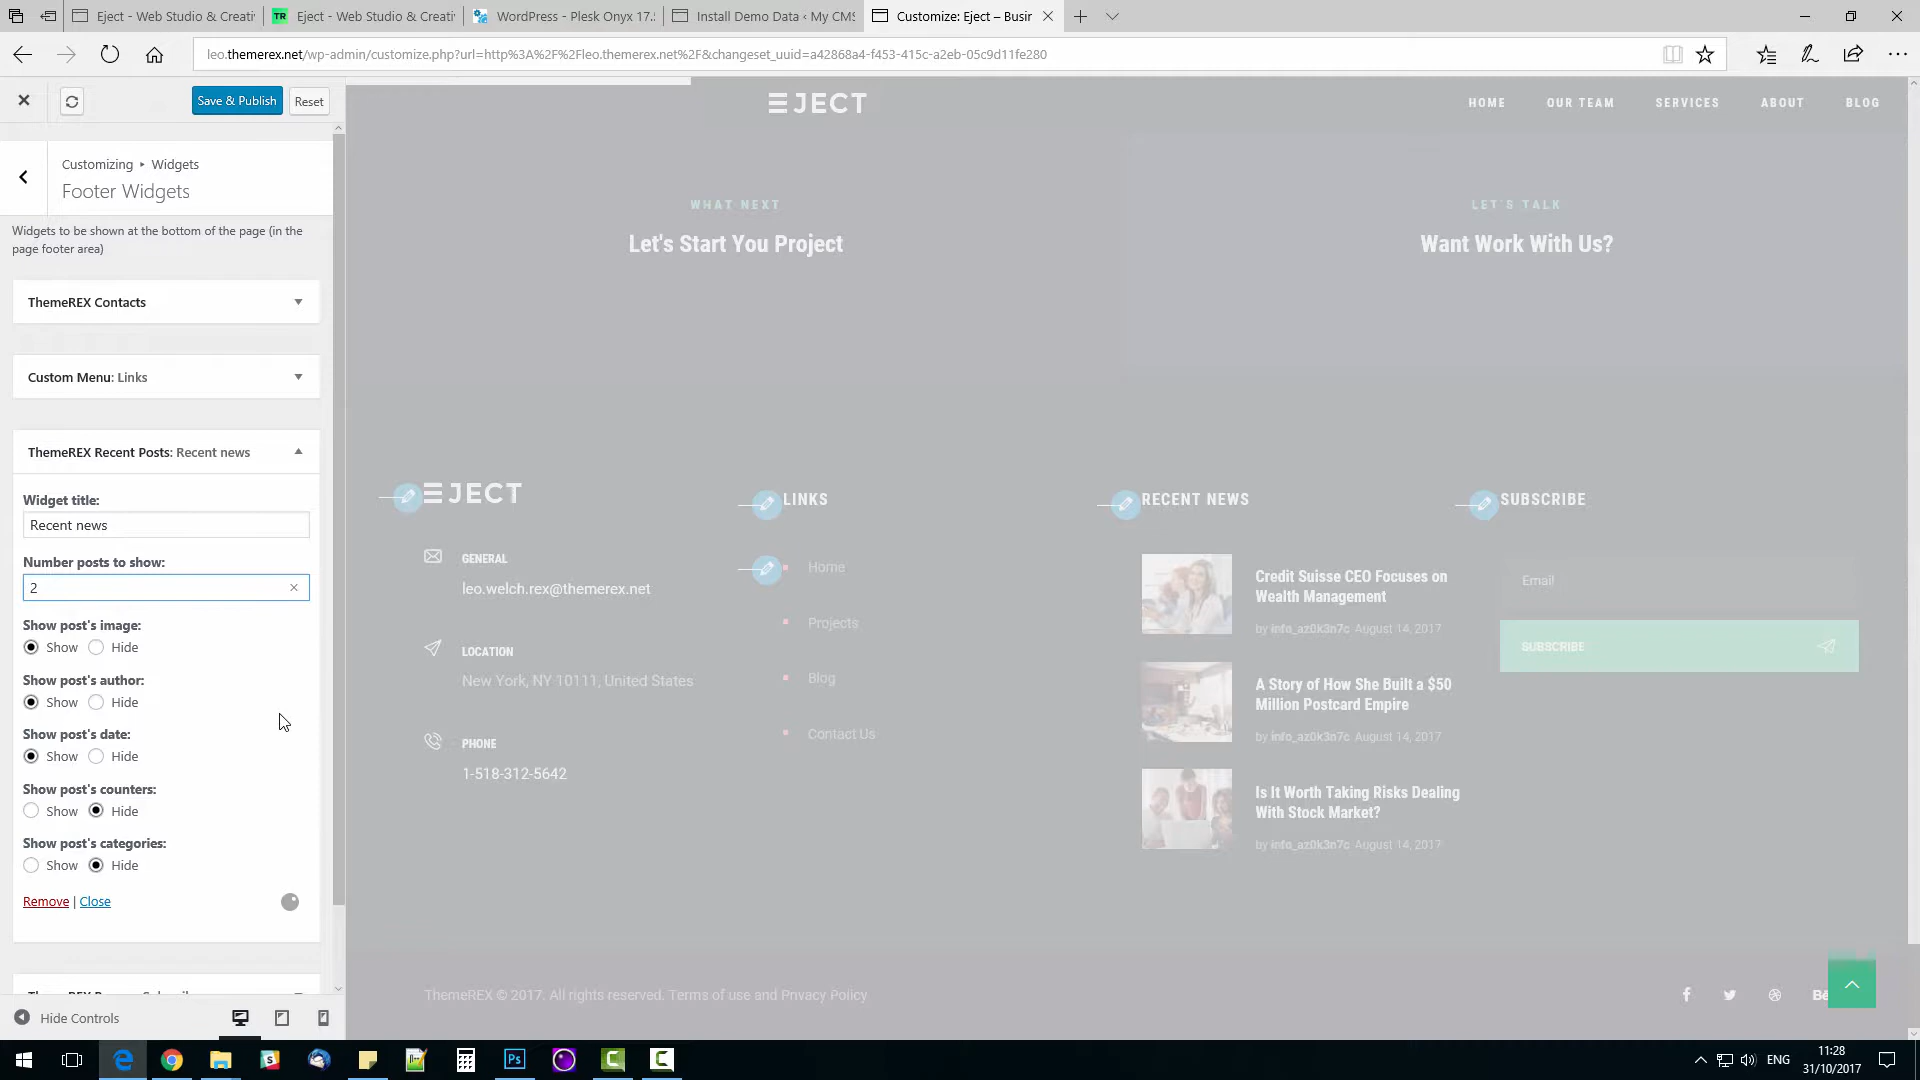 Eject - Web Studio & Creati
Eject - Web Studio & Creati
WordPress - Plesk Onyx 17.
Install Demo Data ‹ My CMS
Customize: Eject – Busir
leo.themerex.net/wp-admin/customize.php?url=http%3A%2F%2Fleo.themerex.net%2F&changeset_uuid=a42868a4-f453-415c-a2eb-05c9d11fe280
Save & Publish
Reset
Customizing ▸ Widgets
Footer Widgets
Widgets to be shown at the bottom of the page (in the
page footer area)
ThemeREX Contacts
Custom Menu: Links
ThemeREX Recent Posts: Recent news
Widget title:
Recent news
Number posts to show:
2
Show post's image:
Show Hide
Show post's author:
Show Hide
Show post's date:
Show Hide
Show post's counters:
Show Hide
Show post's categories:
Show Hide
Remove | Close
Hide Controls
EJECT
HOME
OUR TEAM
SERVICES
ABOUT
BLOG
WHAT NEXT
Let's Start You Project
LET'S TALK
Want Work With Us?
EJECT
GENERAL
leo.welch.rex@themerex.net
LOCATION
New York, NY 10111, United States
PHONE
1-518-312-5642
LINKS
Home
Projects
Blog
Contact Us
RECENT NEWS
Credit Suisse CEO Focuses on
Wealth Management
by info_az0k3n7c August 14, 2017
A Story of How She Built a $50
Million Postcard Empire
by info_az0k3n7c August 14, 2017
Is It Worth Taking Risks Dealing
With Stock Market?
by info_az0k3n7c August 14, 2017
SUBSCRIBE
Email
SUBSCRIBE
ThemeREX © 2017. All rights reserved. Terms of use and Privacy Policy
ENG
11:28
31/10/2017